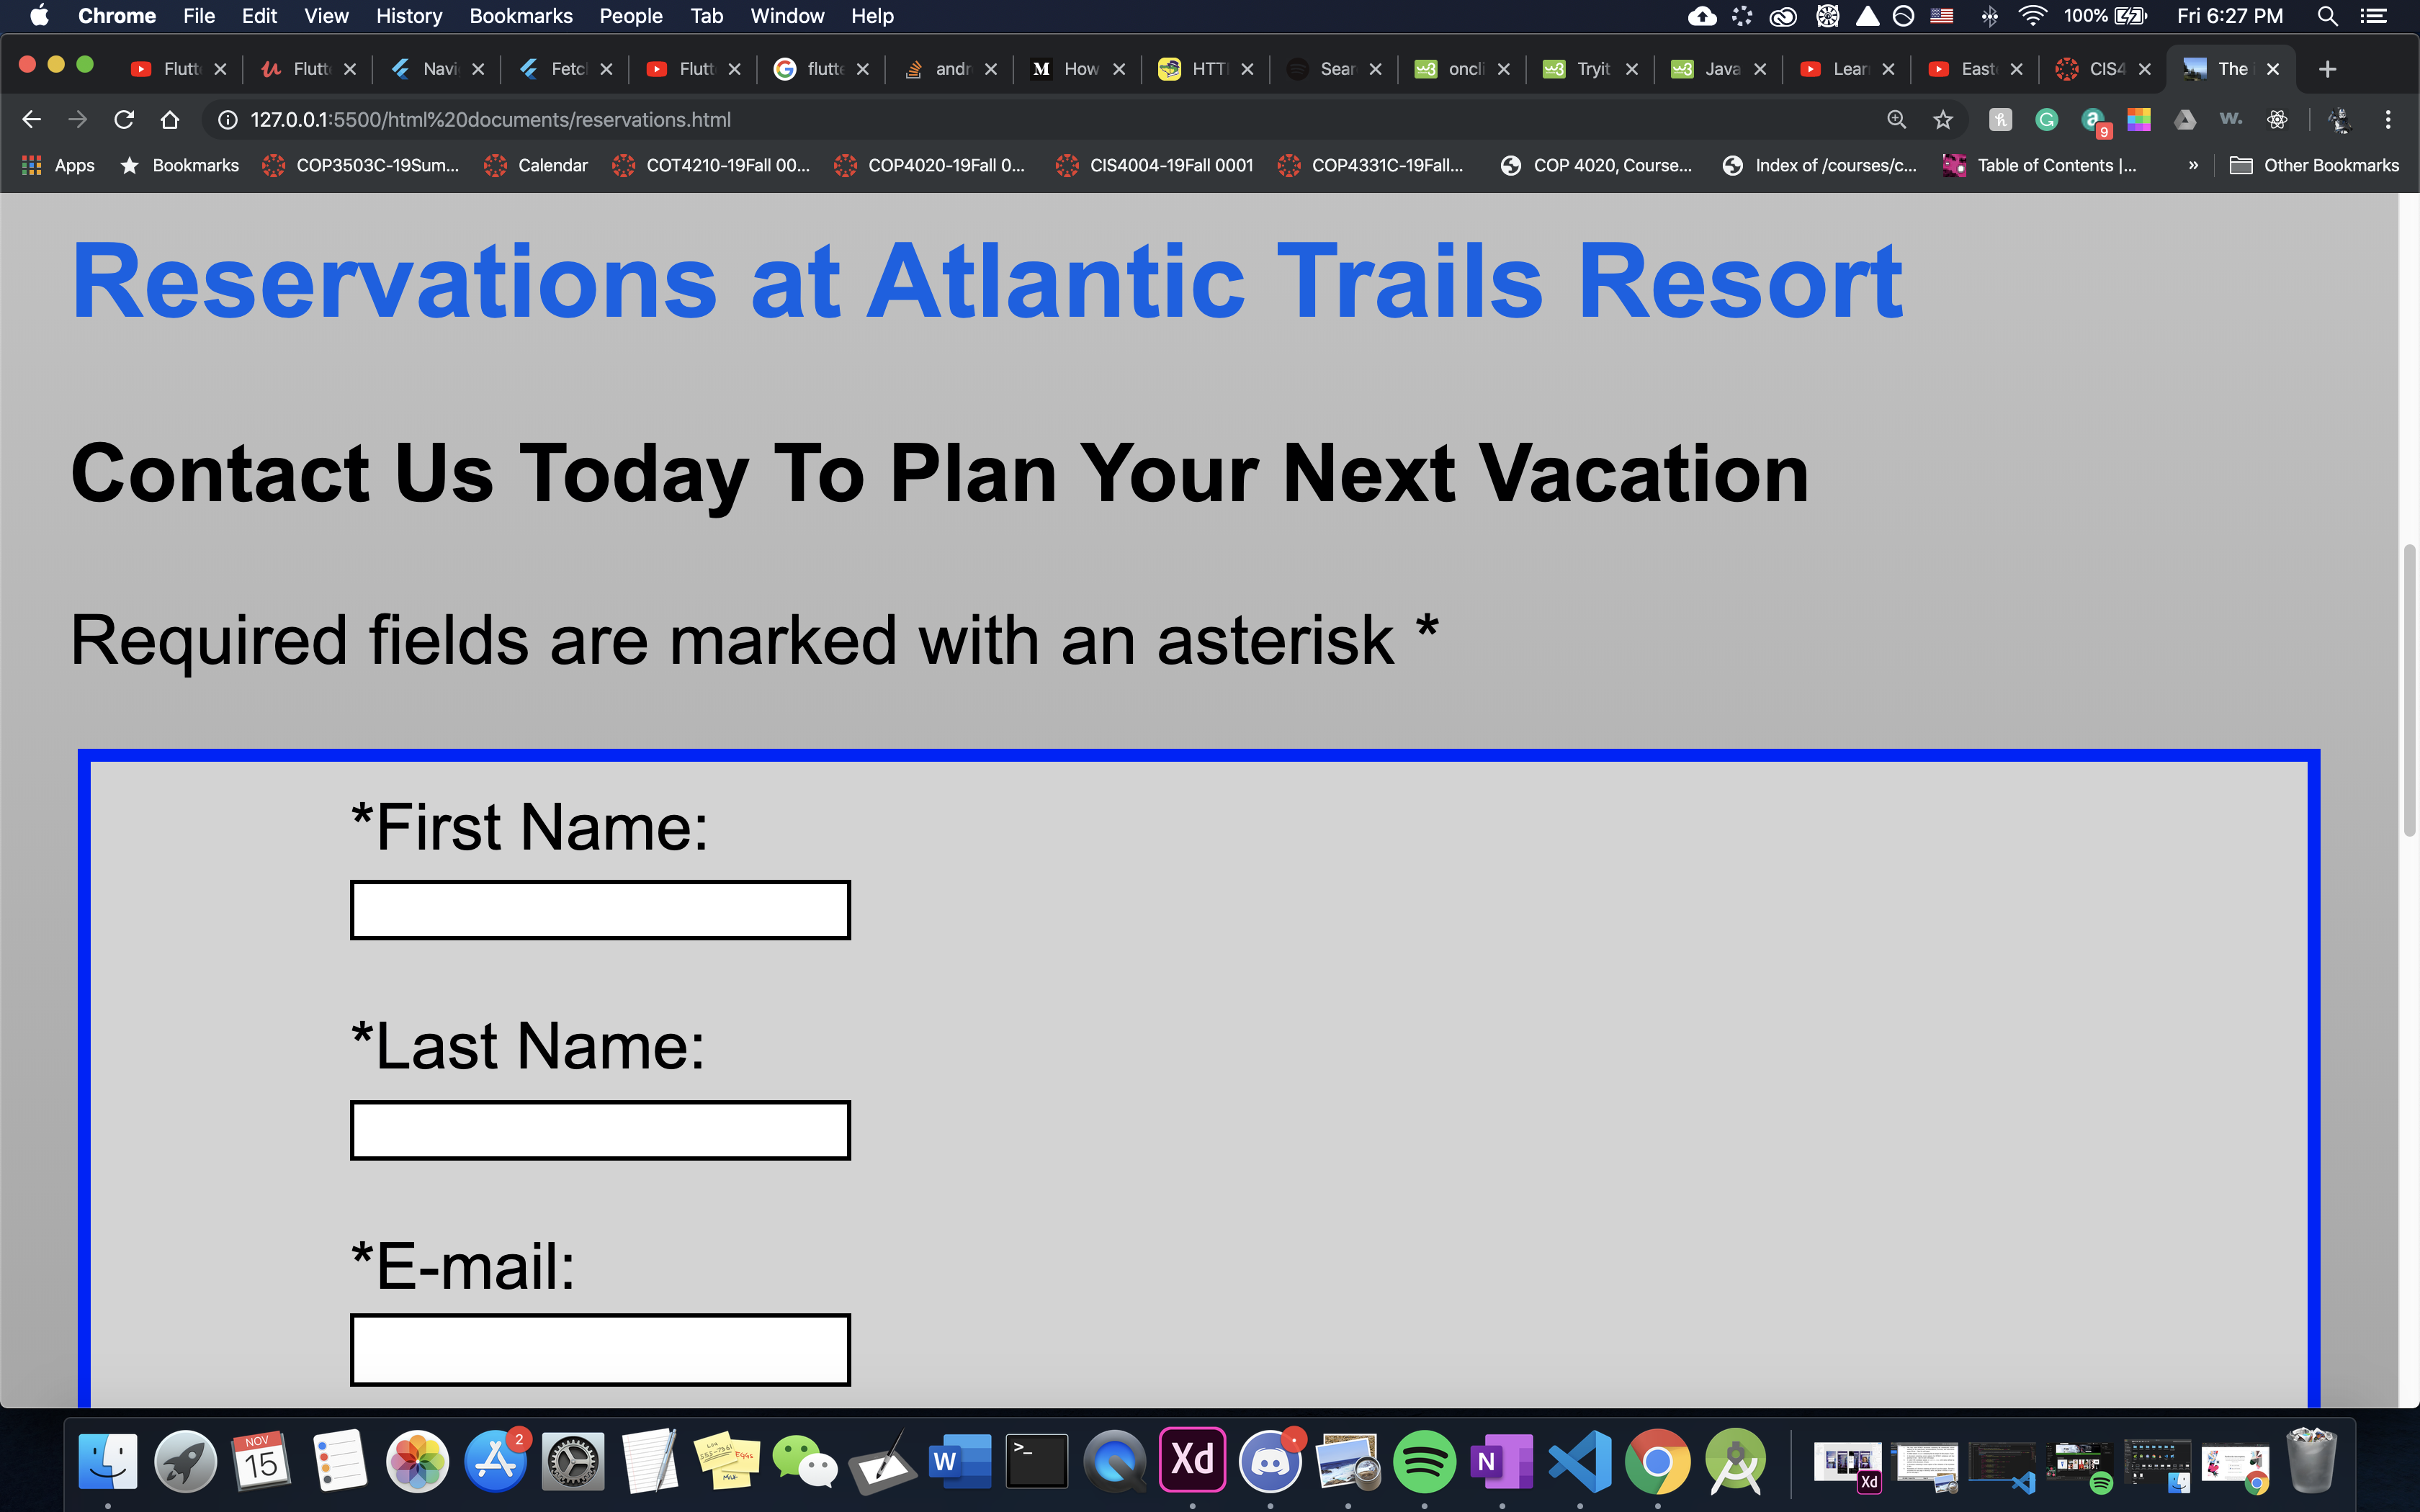 Chrome File Edit View History Bookmarks People Tab Window Help 100% Fri 6:27 PM
Flutt Flutt Navi Fetcl Flutt flutte andr How HTTI Sear oncli Tryit Java Lear East CIS4 The
127.0.0.1:5500/html%20documents/reservations.html 9
Apps Bookmarks COP3503C-19Sum... Calendar COT4210-19Fall 00... COP4020-19Fall 0... CIS4004-19Fall 0001 COP4331C-19Fall... COP 4020, Course... Index of /courses/c... Table of Contents |... » Other Bookmarks
Reservations at Atlantic Trails Resort
Contact Us Today To Plan Your Next Vacation
Required fields are marked with an asterisk *
*First Name:
*Last Name:
*E-mail:
NOV 2
15 W >_ Xd N Xd